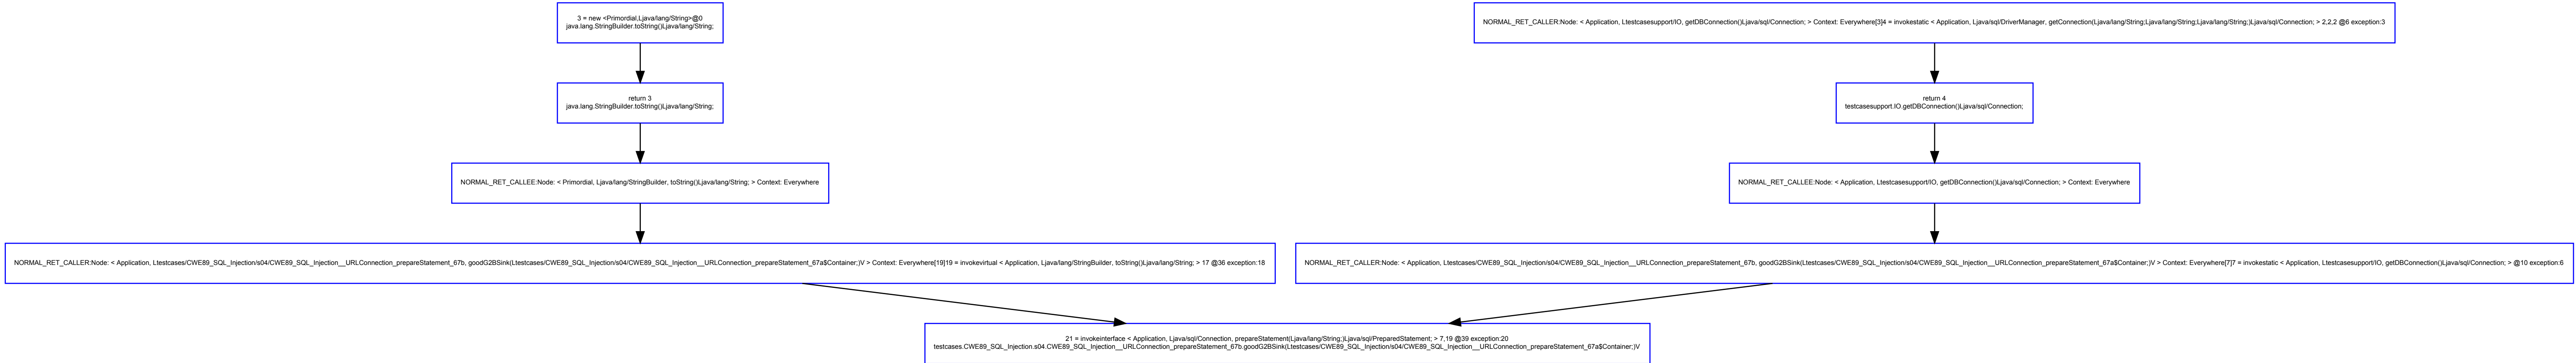 3 = new <Primordial,Ljava/lang/String>@0
java.lang.StringBuilder.toString()Ljava/lang/String;
NORMAL_RET_CALLER:Node: < Application, Ltestcasesupport/IO, getDBConnection()Ljava/sql/Connection; > Context: Everywhere[3]4 = invokestatic < Application, Ljava/sql/DriverManager, getConnection(Ljava/lang/String;Ljava/lang/String;Ljava/lang/String;)Ljava/sql/Connection; > 2,2,2 @6 exception:3
return 3
java.lang.StringBuilder.toString()Ljava/lang/String;
return 4
testcasesupport.IO.getDBConnection()Ljava/sql/Connection;
NORMAL_RET_CALLEE:Node: < Primordial, Ljava/lang/StringBuilder, toString()Ljava/lang/String; > Context: Everywhere
NORMAL_RET_CALLEE:Node: < Application, Ltestcasesupport/IO, getDBConnection()Ljava/sql/Connection; > Context: Everywhere
NORMAL_RET_CALLER:Node: < Application, Ltestcases/CWE89_SQL_Injection/s04/CWE89_SQL_Injection__URLConnection_prepareStatement_67b, goodG2BSink(Ltestcases/CWE89_SQL_Injection/s04/CWE89_SQL_Injection__URLConnection_prepareStatement_67a$Container;)V > Context: Everywhere[19]19 = invokevirtual < Application, Ljava/lang/StringBuilder, toString()Ljava/lang/String; > 17 @36 exception:18
NORMAL_RET_CALLER:Node: < Application, Ltestcases/CWE89_SQL_Injection/s04/CWE89_SQL_Injection__URLConnection_prepareStatement_67b, goodG2BSink(Ltestcases/CWE89_SQL_Injection/s04/CWE89_SQL_Injection__URLConnection_prepareStatement_67a$Container;)V > Context: Everywhere[7]7 = invokestatic < Application, Ltestcasesupport/IO, getDBConnection()Ljava/sql/Connection; > @10 exception:6
21 = invokeinterface < Application, Ljava/sql/Connection, prepareStatement(Ljava/lang/String;)Ljava/sql/PreparedStatement; > 7,19 @39 exception:20
testcases.CWE89_SQL_Injection.s04.CWE89_SQL_Injection__URLConnection_prepareStatement_67b.goodG2BSink(Ltestcases/CWE89_SQL_Injection/s04/CWE89_SQL_Injection__URLConnection_prepareStatement_67a$Container;)V